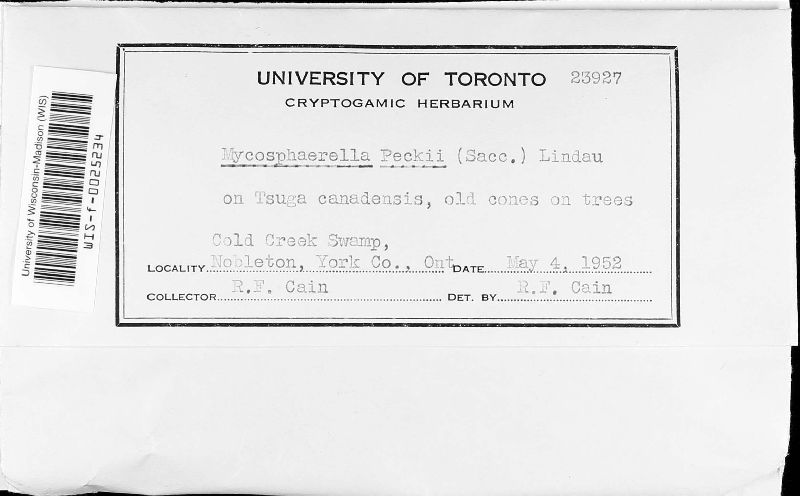 UNIVERSITY OF TORONTO 23927
CRYPTOGAMIC HERBARIUM
Mycosphaerella Peckii (Sacc.) Lindau
on Tsuga canadensis, old cones on trees
Cold Creek Swamp,
LOCALITY Nobleton, York Co., Ont DATE May 4, 1952
COLLECTOR R.F. Cain DET. BY R.F. Cain
University of Wisconsin-Madison (WIS)
WIS-f-0025234